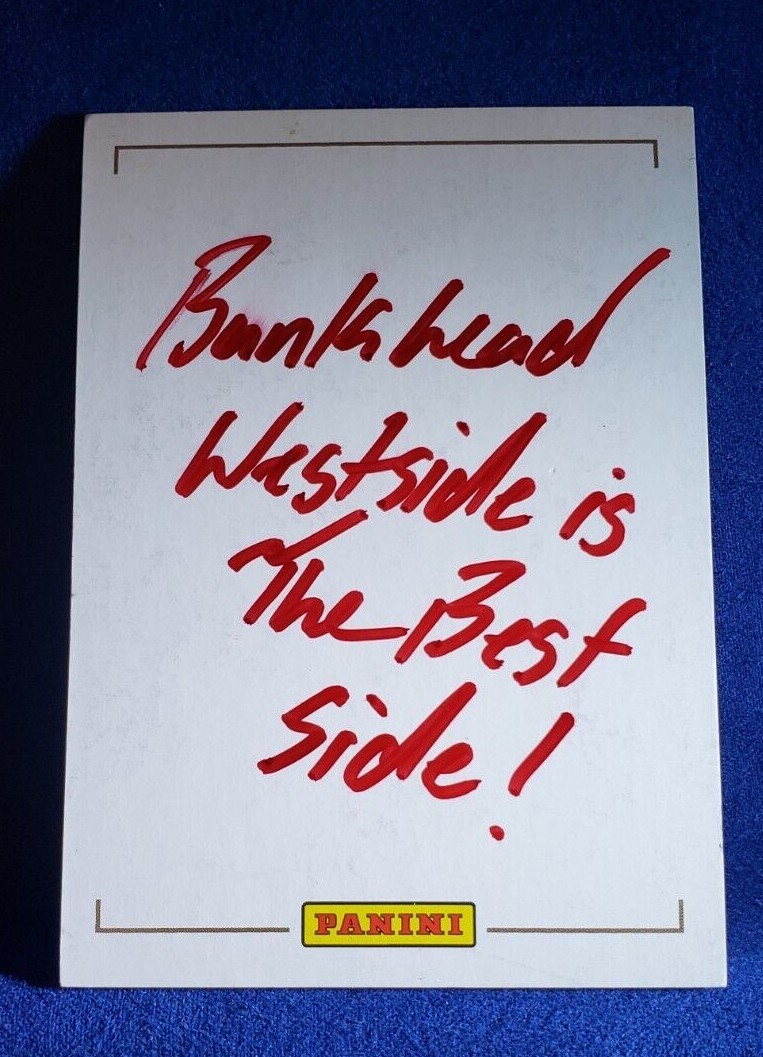 Bankhead
Westside is
The Best
Side!
PANINI